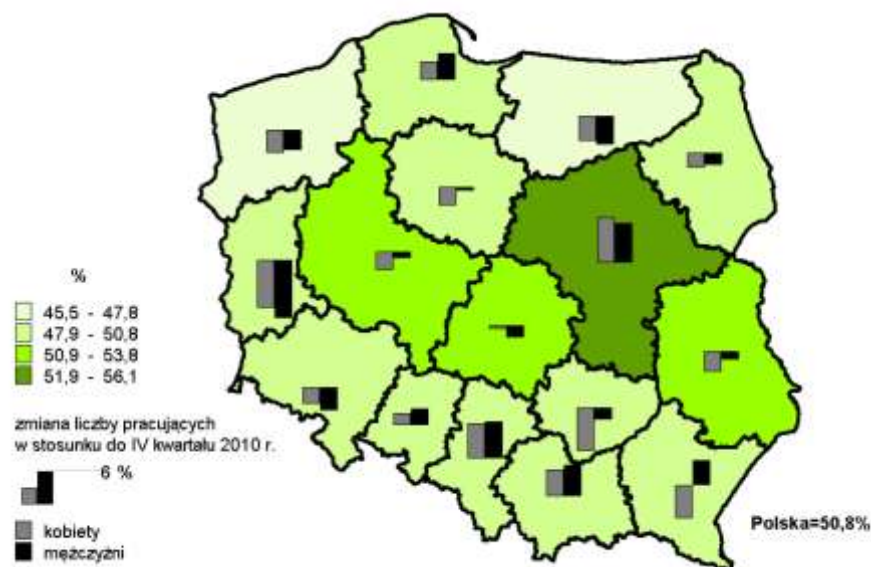 %
45,5 - 47,8
47,9 - 50,8
50,9 - 53,8
51,9 - 56,1
zmiana liczby pracujących
w stosunku do IV kwartału 2010 r.
6 %
kobiety
mężczyżni
Polska=50,8%